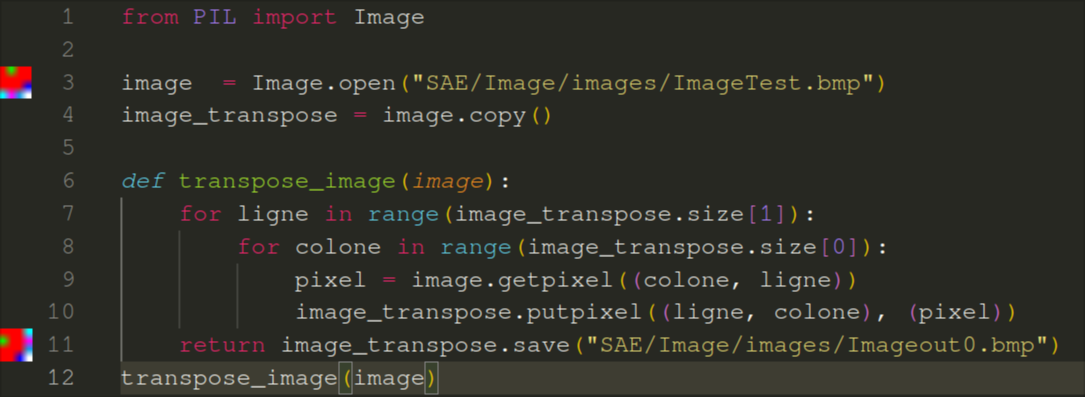 1 from PIL import Image
2
3 image  = Image.open("SAE/Image/images/ImageTest.bmp")
4 image_transpose = image.copy()
5
6 def transpose_image(image):
7     for ligne in range(image_transpose.size[1]):
8         for colone in range(image_transpose.size[0]):
9             pixel = image.getpixel((colone, ligne))
10             image_transpose.putpixel((ligne, colone), (pixel))
11     return image_transpose.save("SAE/Image/images/Imageout0.bmp")
12 transpose_image(image)